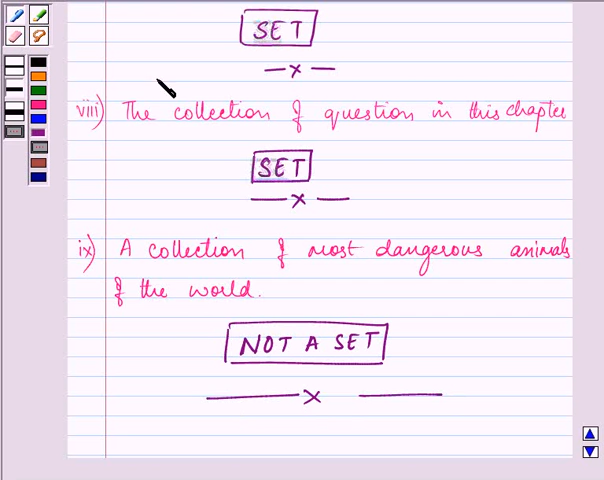 SET
viii) The collection of question in this chapter
SET
ix) A collection of most dangerous animals
of the world.
NOT A SET